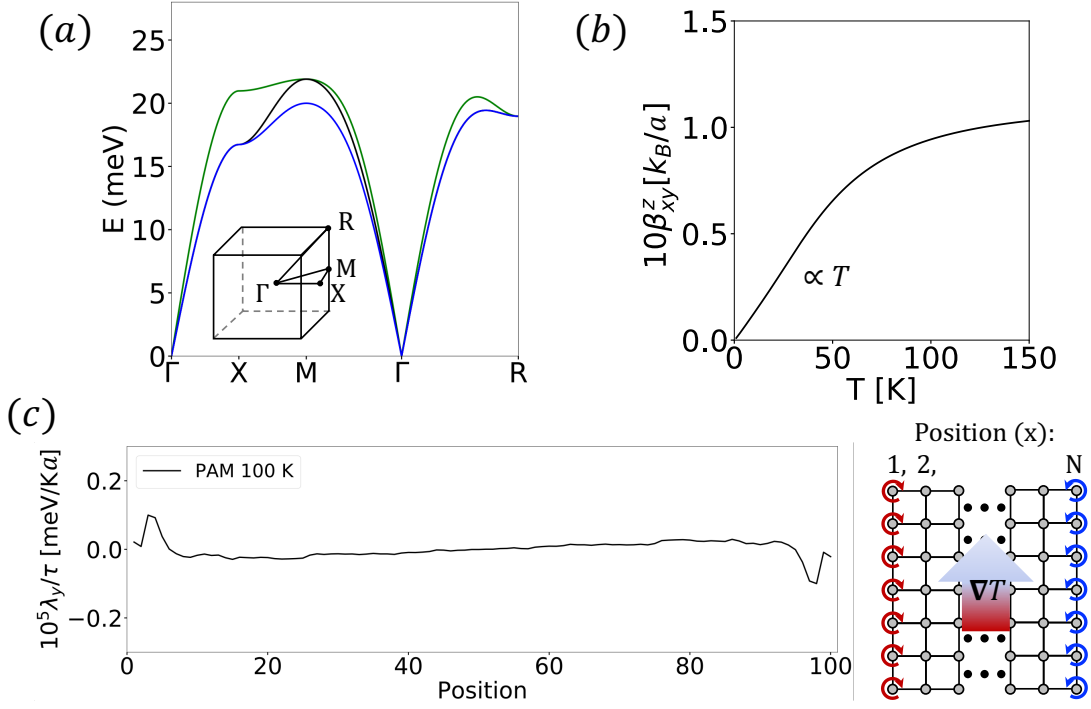 (a)
E (meV)
25
20
15
10
5
0
Γ
X
M
Γ
R
R
M
Γ
X
(b)
10β^z_{xy}[k_B/a]
1.5
1.0
0.5
0.0
∝ T
0
50
100
150
T [K]
(c)
10^5λ_y/τ [meV/Ka]
0.2
0.0
−0.2
PAM 100 K
0
20
40
60
80
100
Position
Position (x):
1, 2,
N
∇T